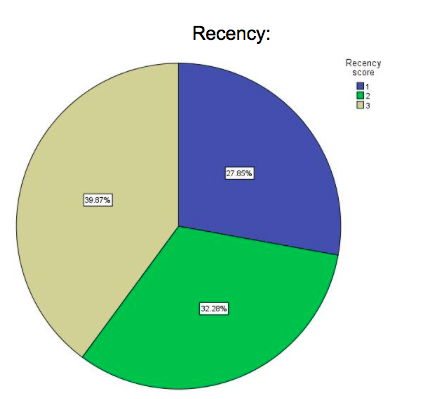 Recency:
Recency
score
1
2
3
27.85%
39.87%
32.28%